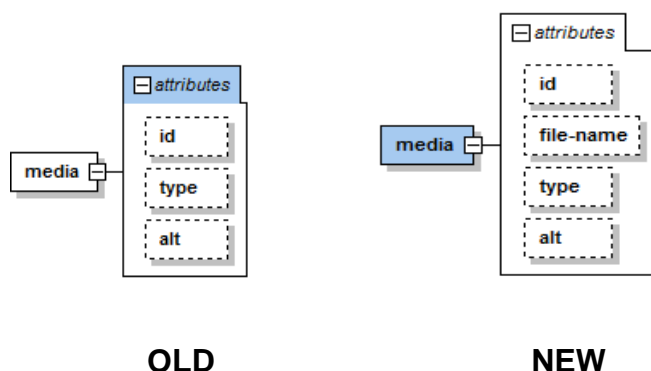 attributes
id
media
type
alt
OLD
attributes
id
file-name
media
type
alt
NEW